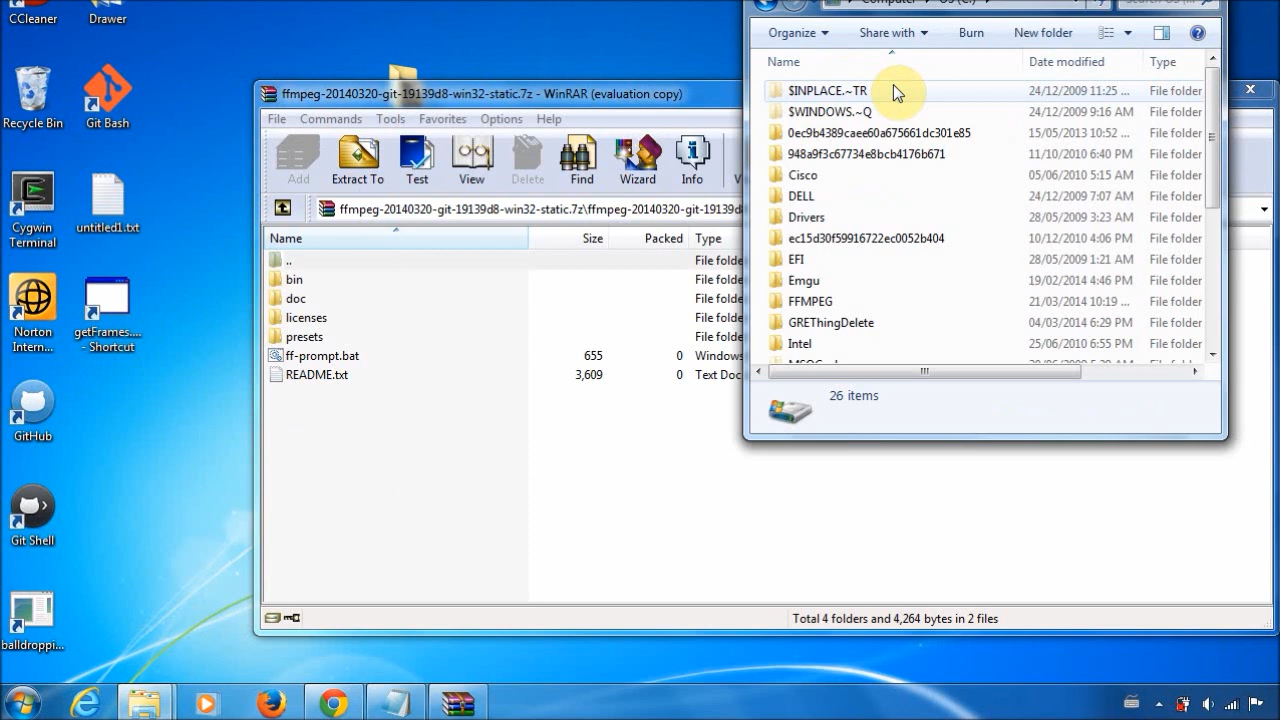 CCleaner
Drawer
Recycle Bin
Git Bash
Cygwin
Terminal
untitled1.txt
Norton
Intern...
getFrames....
- Shortcut
GitHub
Git Shell
balldroppi...
ffmpeg-20140320-git-19139d8-win32-static.7z - WinRAR (evaluation copy)
File Commands Tools Favorites Options Help
Add Extract To Test View Delete Find Wizard Info
ffmpeg-20140320-git-19139d8-win32-static.7z\ffmpeg-20140320-git-19139d8
Name Size Packed Type
.. File folde
bin File folde
doc File folde
licenses File folde
presets File folde
ff-prompt.bat 655 0 Windows
README.txt 3,609 0 Text Doc
Total 4 folders and 4,264 bytes in 2 files
Computer OS (C:)
Organize Share with Burn New folder
Name Date modified Type
$INPLACE.~TR 24/12/2009 11:25 ... File folder
$WINDOWS.~Q 24/12/2009 9:16 AM File folder
0ec9b4389caee60a675661dc301e85 15/05/2013 10:52 ... File folder
948a9f3c67734e8bcb4176b671 11/10/2010 6:40 PM File folder
Cisco 05/06/2010 5:15 AM File folder
DELL 24/12/2009 7:07 AM File folder
Drivers 28/05/2009 3:23 AM File folder
ec15d30f59916722ec0052b404 10/12/2010 4:06 PM File folder
EFI 28/05/2009 1:21 AM File folder
Emgu 19/02/2014 4:46 PM File folder
FFMPEG 21/03/2014 10:19 ... File folder
GREThingDelete 04/03/2014 6:29 PM File folder
Intel 25/06/2010 6:55 PM File folder
26 items